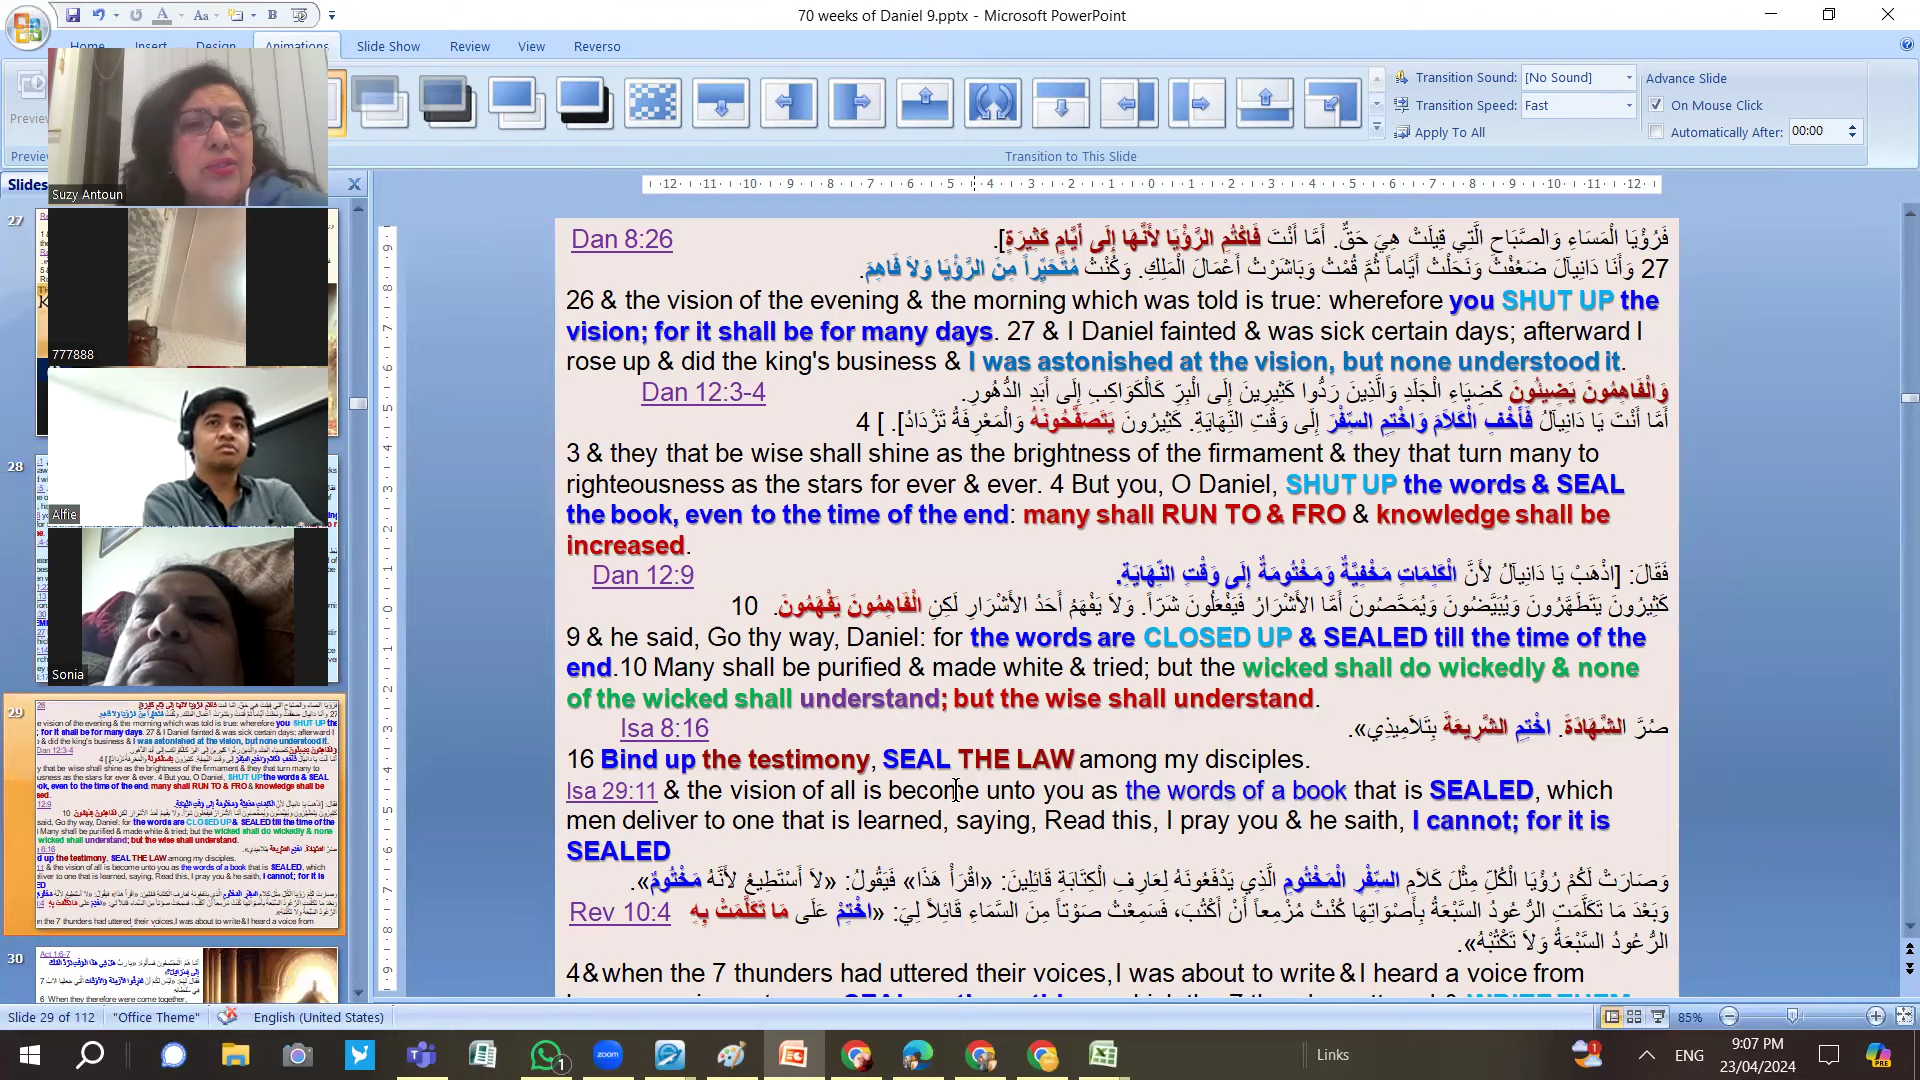 70 weeks of Daniel 9.pptx - Microsoft PowerPoint
Home Insert Design Animations Slide Show Review View Reverso
Preview
Transition Sound: [No Sound]
Transition Speed: Fast
Apply To All
Advance Slide
On Mouse Click
Automatically After: 00:00
Transition to This Slide
Slides
Suzy Antoun
777888
Alfie
Sonia
27
28
29
30
Dan 8:26 فَرُؤْيَا الْمَسَاءِ وَالصَّبَاحِ الَّتِي قِيلَتْ هِيَ حَقٌّ. أَمَّا أَنْتَ فَاكْتُمِ الرُّؤْيَا لأَنَّهَا إِلَى أَيَّامٍ كَثِيرَةٍ].
27 وَأَنَا دَانِيآلَ ضَعُفْتُ وَنَحَلْتُ أَيَّاماً ثُمَّ قُمْتُ وَبَاشَرْتُ أَعْمَالَ الْمَلِكِ. وَكُنْتُ مُتَحَيِّراً مِنَ الرُّؤْيَا وَلاَ فَاهِمَ.
26 & the vision of the evening & the morning which was told is true: wherefore you SHUT UP the
vision; for it shall be for many days. 27 & I Daniel fainted & was sick certain days; afterward I
rose up & did the king's business & I was astonished at the vision, but none understood it.
Dan 12:3-4 وَالْفَاهِمُونَ يَضِيئُونَ كَضِيَاءِ الْجَلَدِ وَالَّذِينَ رَدُّوا كَثِيرِينَ إِلَى الْبِرِّ كَالْكَوَاكِبِ إِلَى أَبَدِ الدُّهُورِ.
4 [ أَمَّا أَنْتَ يَا دَانِيآلُ فَأَخْفِ الْكَلاَمَ وَاخْتِمِ السِّفْرَ إِلَى وَقْتِ النِّهَايَةِ. كَثِيرُونَ يَتَصَفَّحُونَهُ وَالْمَعْرِفَةُ تَزْدَادُ].
3 & they that be wise shall shine as the brightness of the firmament & they that turn many to
righteousness as the stars for ever & ever. 4 But you, O Daniel, SHUT UP the words & SEAL
the book, even to the time of the end: many shall RUN TO & FRO & knowledge shall be
increased.
Dan 12:9 فَقَالَ: [اذْهَبْ يَا دَانِيآلُ لأَنَّ الْكَلِمَاتِ مَخْفِيَّةٌ وَمَخْتُومَةٌ إِلَى وَقْتِ النِّهَايَةِ.
10 كَثِيرُونَ يَتَطَهَّرُونَ وَيُبَيَّضُونَ وَيُمَحَّصُونَ أَمَّا الأَشْرَارُ فَيَفْعَلُونَ شَرّاً. وَلاَ يَفْهَمُ أَحَدُ الأَشْرَارِ لَكِنِ الْفَاهِمُونَ يَفْهَمُونَ.
9 & he said, Go thy way, Daniel: for the words are CLOSED UP & SEALED till the time of the
end.10 Many shall be purified & made white & tried; but the wicked shall do wickedly & none
of the wicked shall understand; but the wise shall understand.
Isa 8:16 صُرَّ الشَّهَادَةَ. اخْتِمِ الشَّرِيعَةَ بِتَلاَمِيذِي».
16 Bind up the testimony, SEAL THE LAW among my disciples.
Isa 29:11 & the vision of all is become unto you as the words of a book that is SEALED, which
men deliver to one that is learned, saying, Read this, I pray you & he saith, I cannot; for it is
SEALED
وَصَارَتْ لَكُمْ رُؤْيَا الْكُلِّ مِثْلَ كَلاَمِ السِّفْرِ الْمَخْتُومِ الَّذِي يَدْفَعُونَهُ لِعَارِفِ الْكِتَابَةِ قَائِلِينَ: «اقْرَأْ هَذَا» فَيَقُولُ: «لاَ أَسْتَطِيعُ لأَنَّهُ مَخْتُومٌ».
Rev 10:4 وَبَعْدَ مَا تَكَلَّمَتِ الرُّعُودُ السَّبْعَةُ بِأَصْوَاتِهَا كُنْتُ مُزْمِعاً أَنْ أَكْتُبَ، فَسَمِعْتُ صَوْتاً مِنَ السَّمَاءِ قَائِلاً لِيَ: «اخْتِمْ عَلَى مَا تَكَلَّمَتْ بِهِ
الرُّعُودُ السَّبْعَةُ وَلاَ تَكْتُبْهُ».
4 & when the 7 thunders had uttered their voices, I was about to write & I heard a voice from
Slide 29 of 112 "Office Theme" English (United States) 85%
zoom
Links
ENG
9:07 PM
23/04/2024